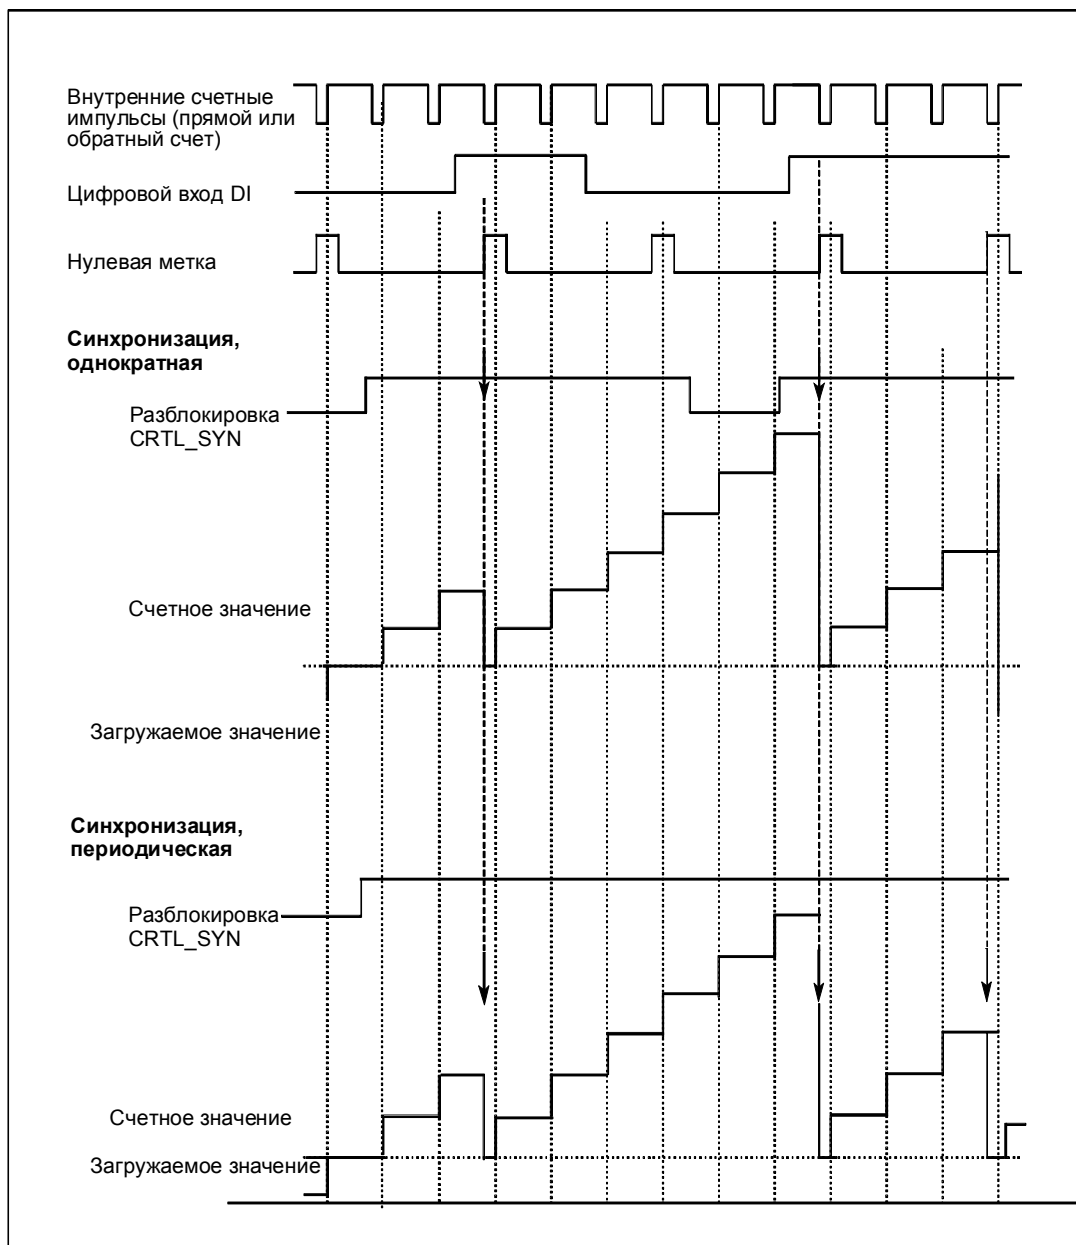 Внутренние счетные
импульсы (прямой или
обратный счет)
Цифровой вход DI
Нулевая метка
Синхронизация,
однократная
Разблокировка
CRTL_SYN
Счетное значение
Загружаемое значение
Синхронизация,
периодическая
Разблокировка
CRTL_SYN
Счетное значение
Загружаемое значение